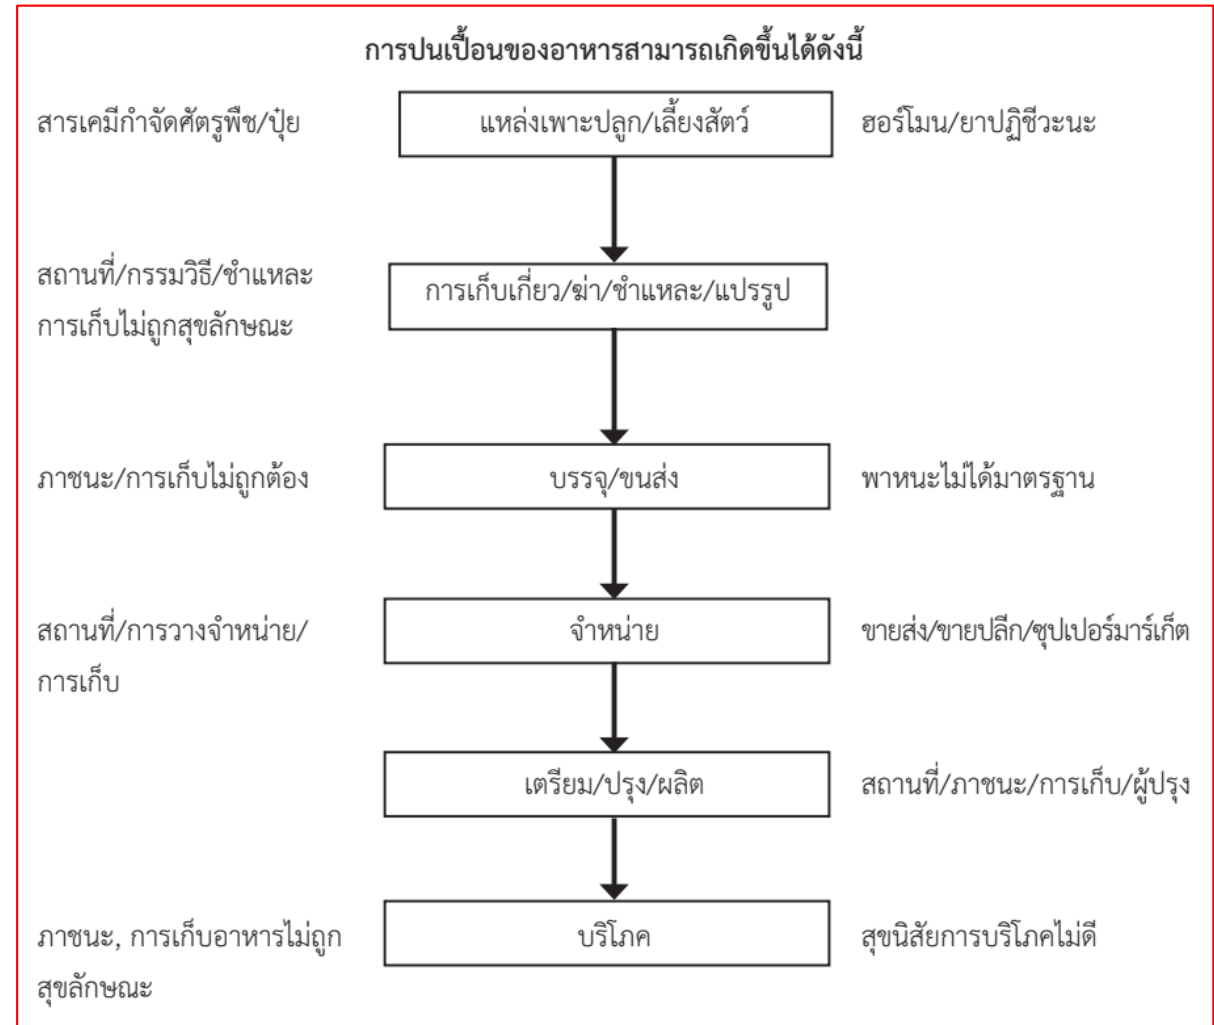 การปนเปื้อนของอาหารสามารถเกิดขึ้นได้ดังนี้
สารเคมีกำจัดศัตรูพืช/ปุ๋ย
แหล่งเพาะปลูก/เลี้ยงสัตว์
ฮอร์โมน/ยาปฏิชีวะนะ
สถานที่/กรรมวิธี/ชำแหละ
การเก็บไม่ถูกสุขลักษณะ
การเก็บเกี่ยว/ฆ่า/ชำแหละ/แปรรูป
ภาชนะ/การเก็บไม่ถูกต้อง
บรรจุ/ขนส่ง
พาหนะไม่ได้มาตรฐาน
สถานที่/การวางจำหน่าย/
การเก็บ
จำหน่าย
ขายส่ง/ขายปลีก/ซุปเปอร์มาร์เก็ต
เตรียม/ปรุง/ผลิต
สถานที่/ภาชนะ/การเก็บ/ผู้ปรุง
ภาชนะ, การเก็บอาหารไม่ถูก
สุขลักษณะ
บริโภค
สุขนิสัยการบริโภคไม่ดี